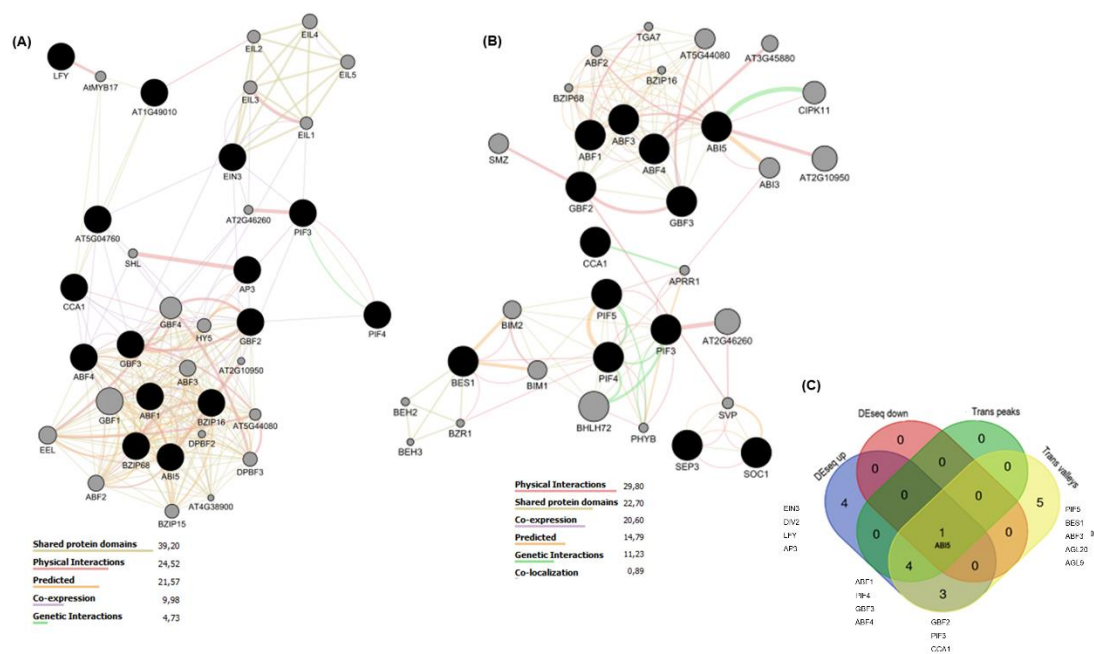 (A)
EIL4
EIL2
EIL5
LFY
AtMYB17
AT1G49010
EIL3
EIL1
EIN3
AT2G46260
PIF3
AT5G04760
SHL
AP3
CCA1
GBF4
HY5
GBF2
PIF4
GBF3
AT2G10950
ABF4
ABF3
GBF1
ABF1
BZIP16
AT5G44080
EEL
DPBF2
BZIP68
ABI5
DPBF3
ABF2
AT4G38900
BZIP15
Shared protein domains 39,20
Physical Interactions 24,52
Predicted 21,57
Co-expression 9,98
Genetic Interactions 4,73
(B)
TGA7
AT5G44080
AT3G45880
ABF2
BZIP16
BZIP68
CIPK11
ABF3
ABF1
ABF4
ABI5
SMZ
ABI3
AT2G10950
GBF2
GBF3
CCA1
APRR1
PIF5
BIM2
PIF3
AT2G46260
BES1
BIM1
PIF4
BEH2
BZR1
BHLH72
PHYB
SVP
BEH3
SEP3
SOC1
Physical Interactions 29,80
Shared protein domains 22,70
Co-expression 20,60
Predicted 14,79
Genetic Interactions 11,23
Co-localization 0,89
(C)
DEseq down
Trans peaks
DEseq up
Trans valleys
0
0
4
0
0
5
0
0
0
1
0
ABI5
4
0
3
EIN3
DIV2
LFY
AP3
PIF5
BES1
ABF3
AGL20
AGL9
ABF1
PIF4
GBF3
ABF4
GBF2
PIF3
CCA1